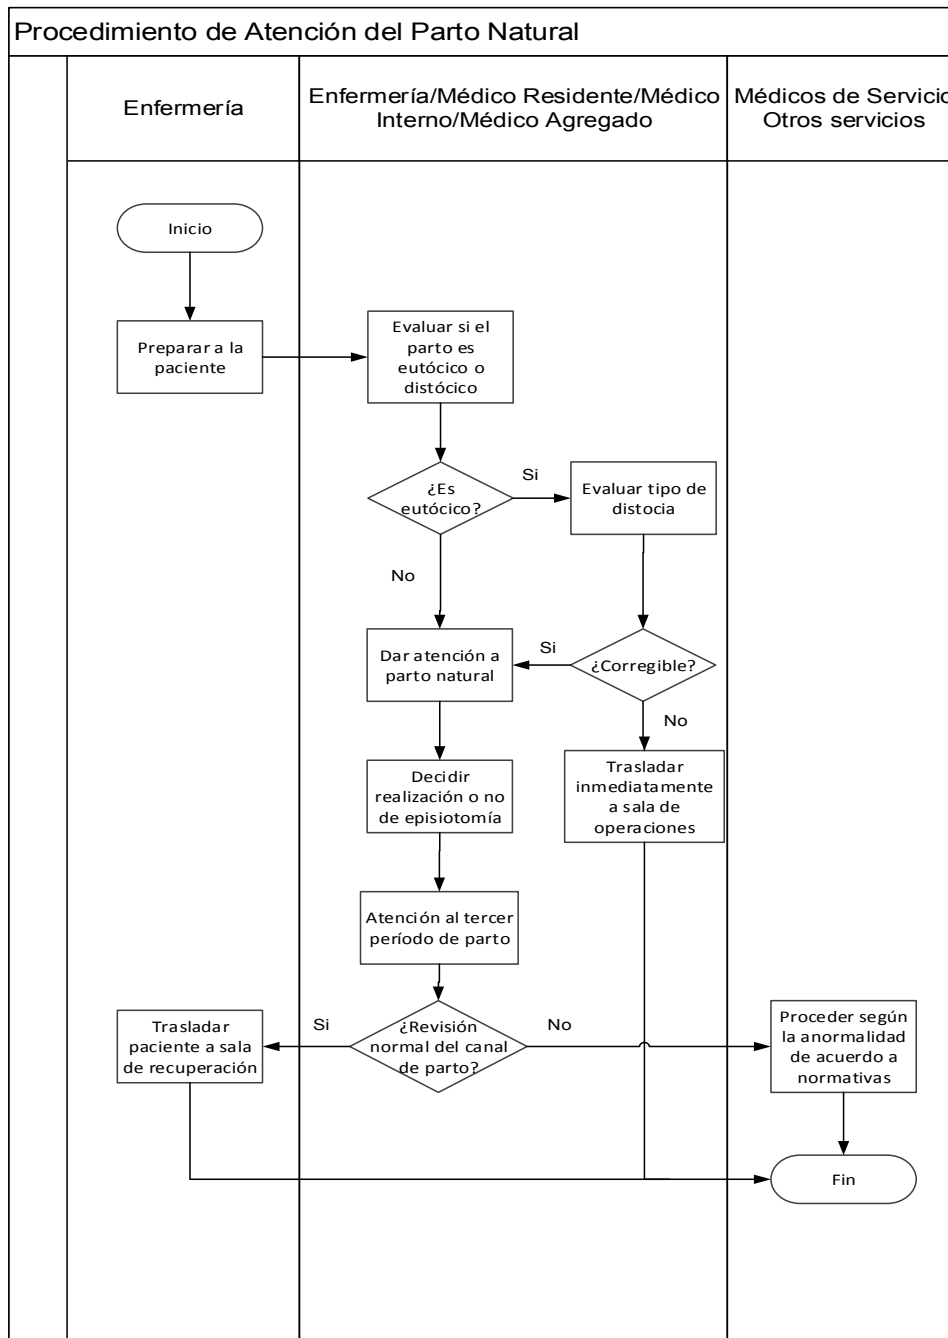 Procedimiento de Atención del Parto Natural
Enfermería
Enfermería/Médico Residente/Médico
Interno/Médico Agregado
Médicos de Servicio
Otros servicios
Inicio
Preparar a la
paciente
Evaluar si el
parto es
eutócico o
distócico
¿Es
eutócico?
Si
Evaluar tipo de
distocia
No
Dar atención a
parto natural
Si
¿Corregible?
No
Decidir
realización o no
de episiotomía
Trasladar
inmediatamente
a sala de
operaciones
Atención al tercer
período de parto
Trasladar
paciente a sala
de recuperación
Si
¿Revisión
normal del canal
de parto?
No
Proceder según
la anormalidad
de acuerdo a
normativas
Fin